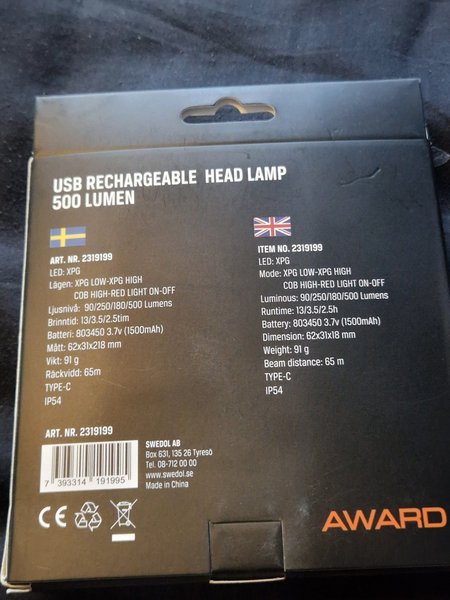 USB RECHARGEABLE HEAD LAMP
500 LUMEN
ART. NR. 2319199
LED: XPG
Lägen: XPG LOW-XPG HIGH
COB HIGH-RED LIGHT ON-OFF
Ljusnivå: 90/250/180/500 Lumens
Brinntid: 13/3.5/2.5tim
Batteri: 803450 3.7v (1500mAh)
Mått: 62x31x218 mm
Vikt: 91 g
Räckvidd: 65m
TYPE-C
IP54
ITEM NO. 2319199
LED: XPG
Mode: XPG LOW-XPG HIGH
COB HIGH-RED LIGHT ON-OFF
Luminous: 90/250/180/500 Lumens
Runtime: 13/3.5/2.5h
Battery: 803450 3.7v (1500mAh)
Dimension: 62x31x218 mm
Weight: 91 g
Beam distance: 65 m
TYPE-C
IP54
ART. NR. 2319199
7 393314 191995
SWEDOL AB
Box 631, 135 26 Tyresö
Tel. 08-712 00 00
www.swedol.se
Made in China
CE
AWARD